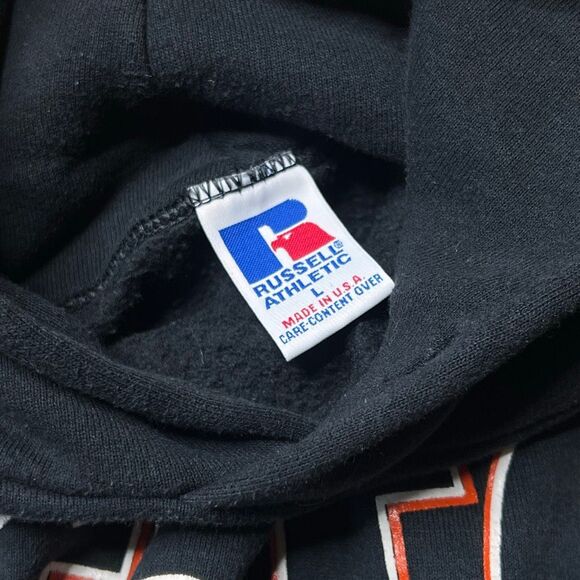 RUSSELL®
ATHLETIC
L
MADE IN U.S.A.
CARE-CONTENT OVER